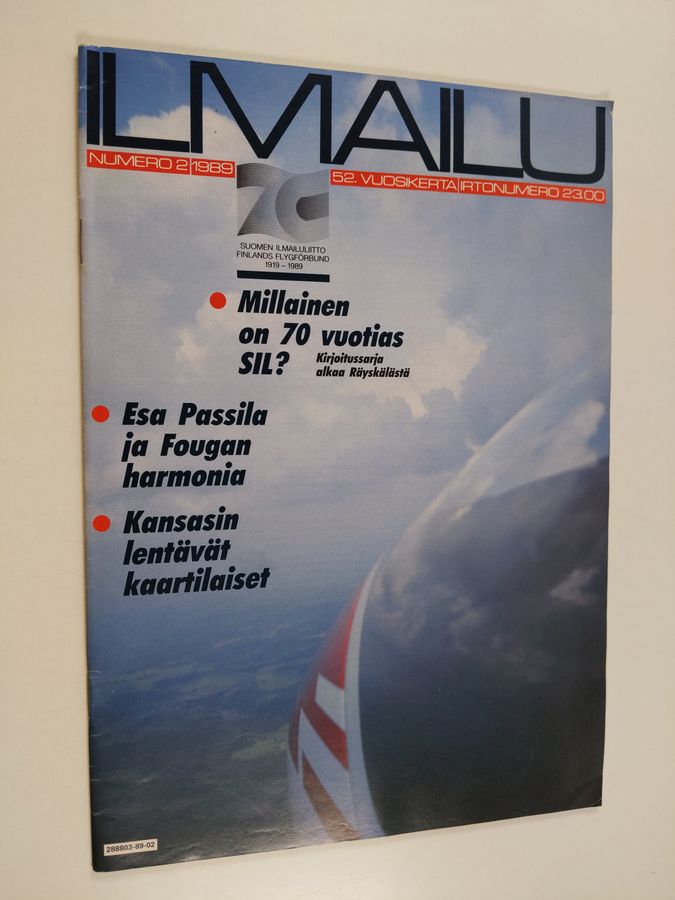 ILMAILU
NUMERO 2|1989
52. VUOSIKERTA|IRTONUMERO 23.00
70
SUOMEN ILMAILULIITTO
FINLANDS FLYGFÖRBUND
1919 – 1989
Millainen
on 70 vuotias
SIL?
Kirjoitussarja
alkaa Räyskälästä
Esa Passila
ja Fougan
harmonia
Kansasin
lentävät
kaartilaiset
288803-89-02